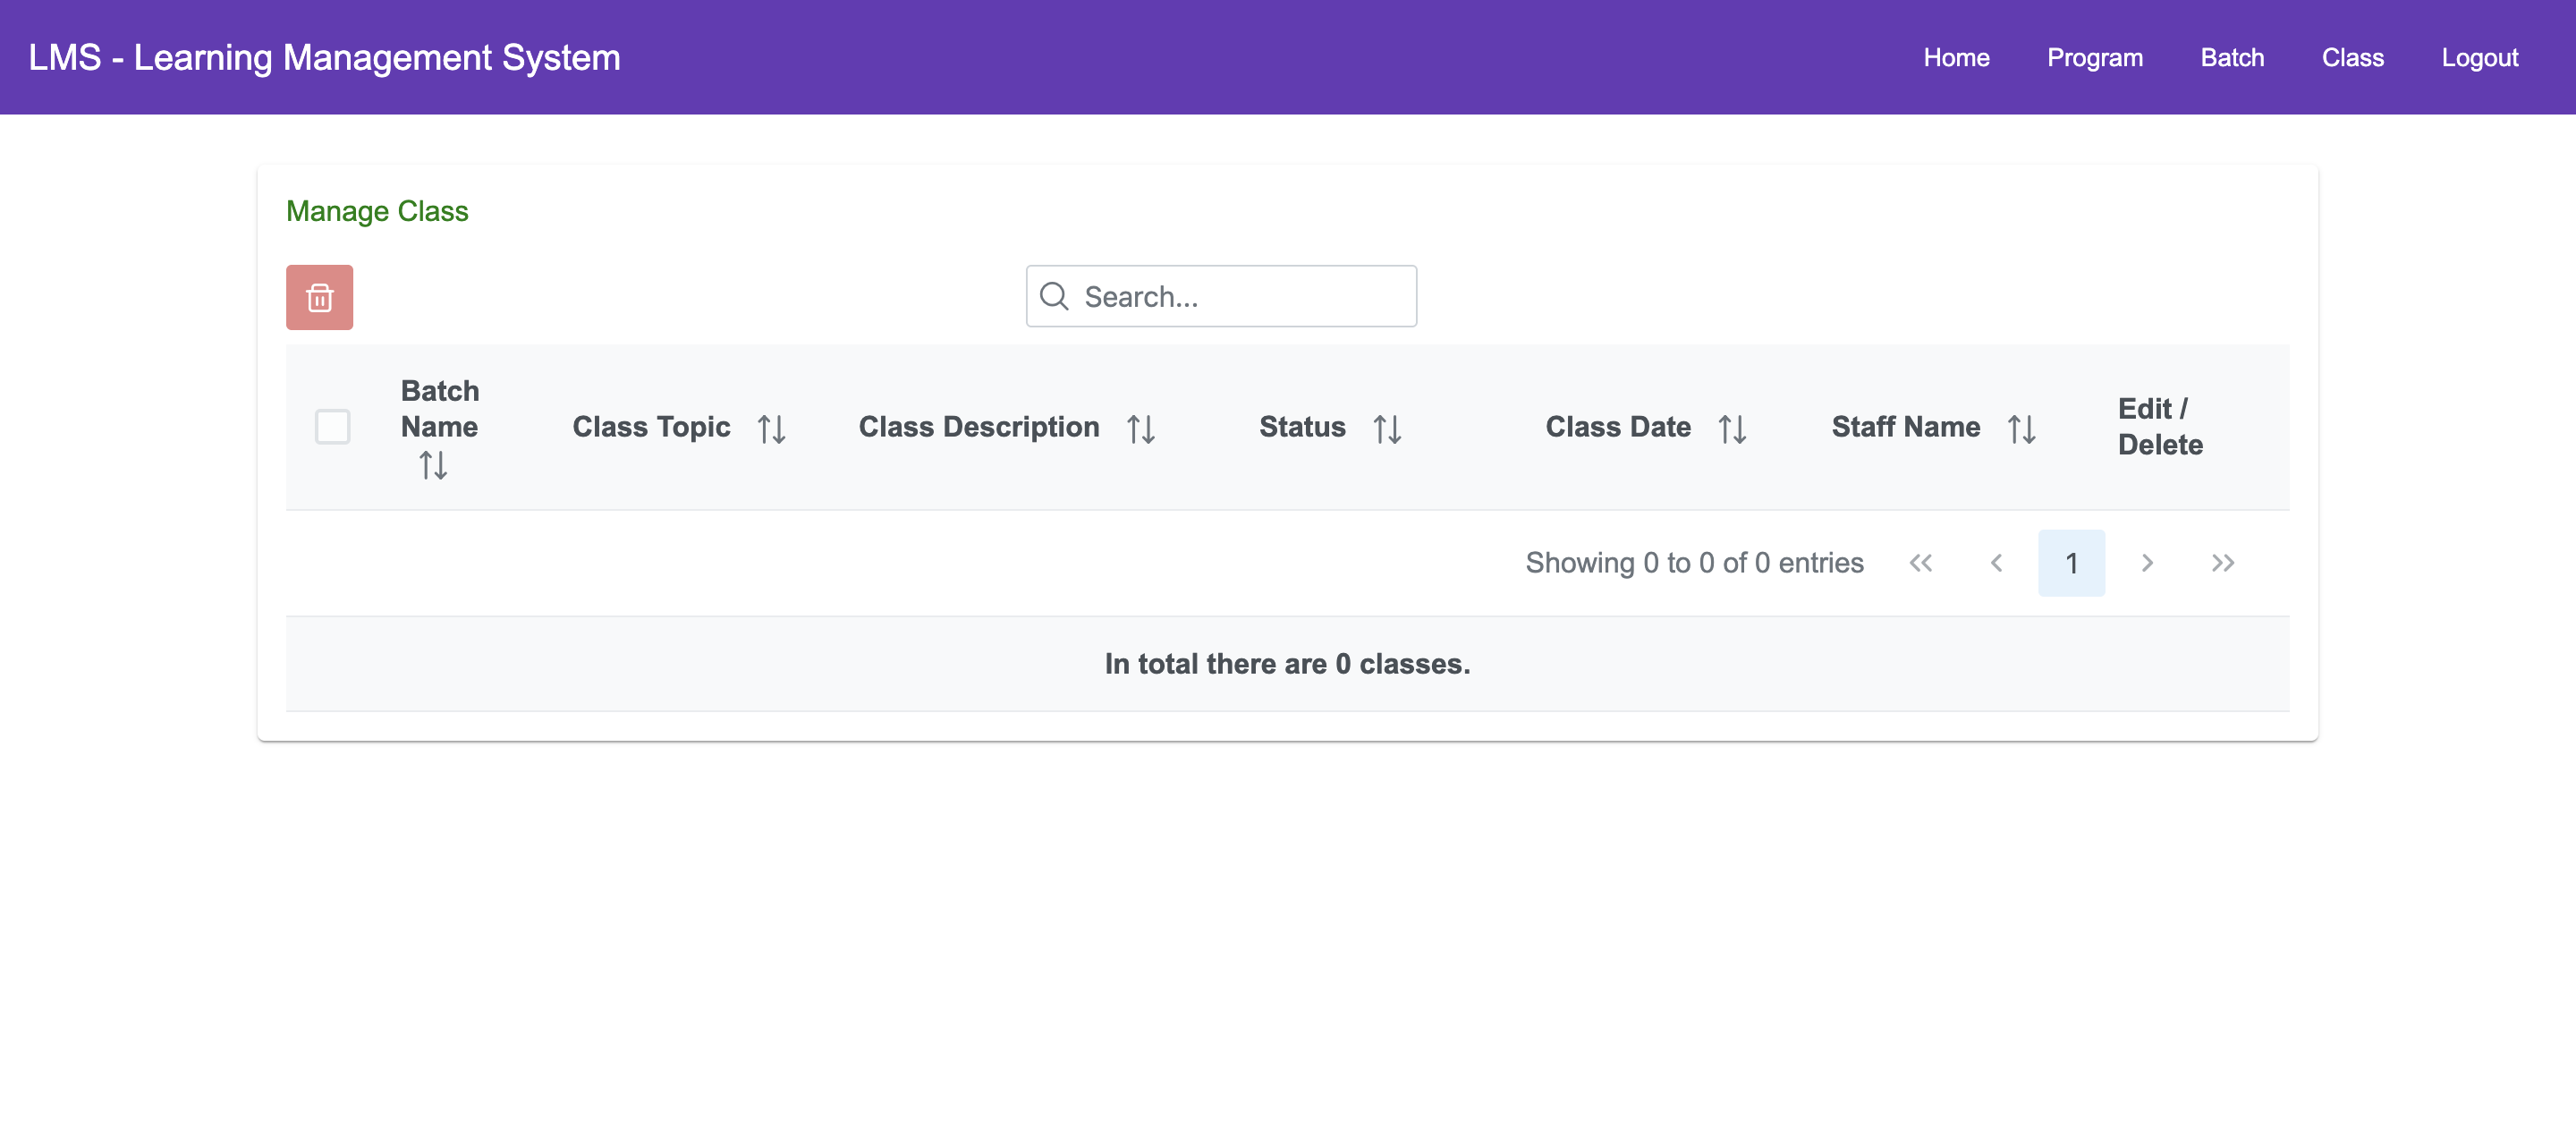 LMS - Learning Management System
Home Program Batch Class Logout
Manage Class
Search...
Batch
Name
Class Topic
Class Description
Status
Class Date
Staff Name
Edit /
Delete
Showing 0 to 0 of 0 entries
1
In total there are 0 classes.